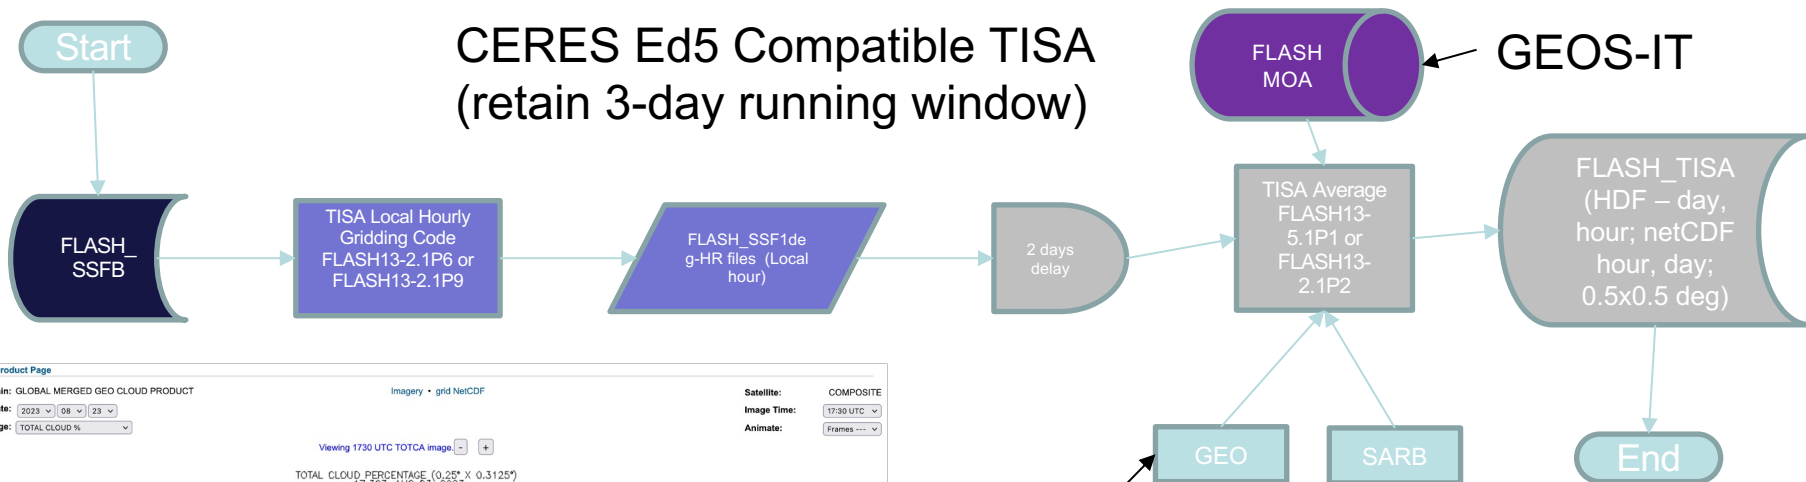 Start
CERES Ed5 Compatible TISA
(retain 3-day running window)
FLASH
MOA
GEOS-IT
FLASH_
SSFB
TISA Local Hourly
Gridding Code
FLASH13-2.1P6 or
FLASH13-2.1P9
FLASH_SSF1de
g-HR files (Local
hour)
2 days
delay
TISA Average
FLASH13-
5.1P1 or
FLASH13-
2.1P2
FLASH_TISA
(HDF – day,
hour; netCDF
hour, day;
0.5x0.5 deg)
GEO
SARB
End
Product Page
GLOBAL MERGED GEO CLOUD PRODUCT
Imagery • grid NetCDF
Satellite: COMPOSITE
2023 08 23
Image Time: 17:30 UTC
TOTAL CLOUD %
Animate: Frames ---
Viewing 1730 UTC TOTCA image. - +
TOTAL CLOUD PERCENTAGE (0.25° X 0.3125°)